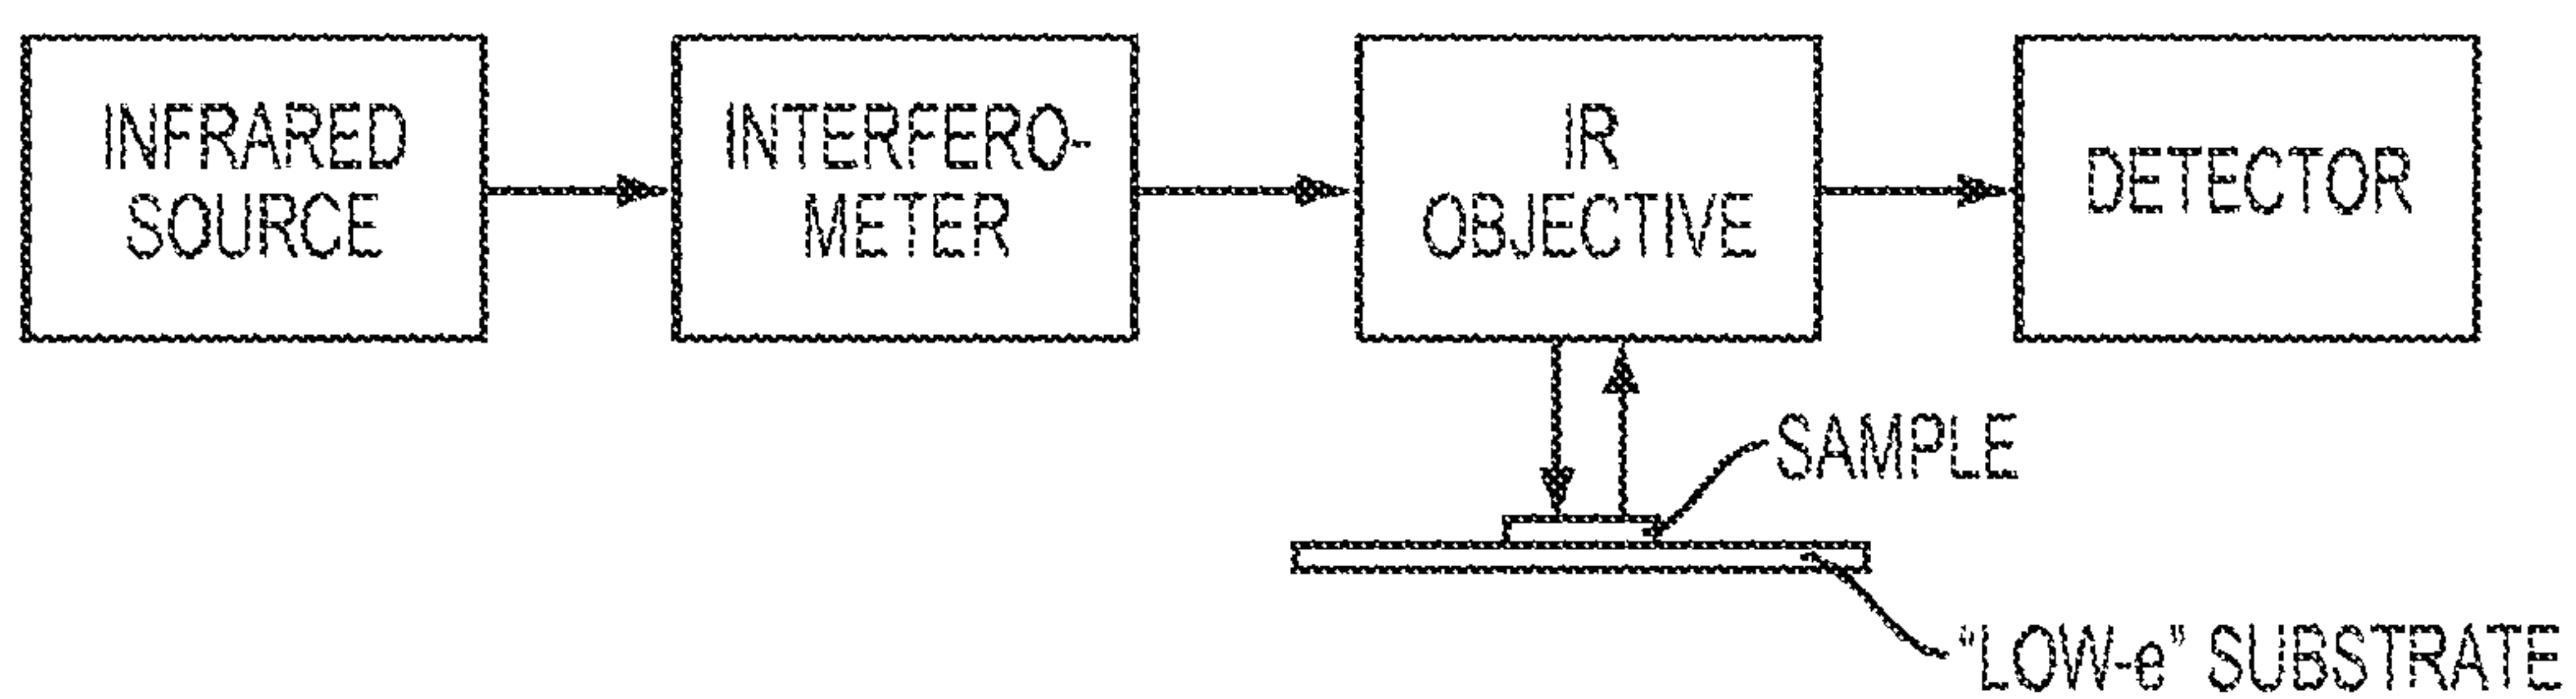 INFRARED
SOURCE
INTERFERO-
METER
IR
OBJECTIVE
DETECTOR
SAMPLE
"LOW-e" SUBSTRATE